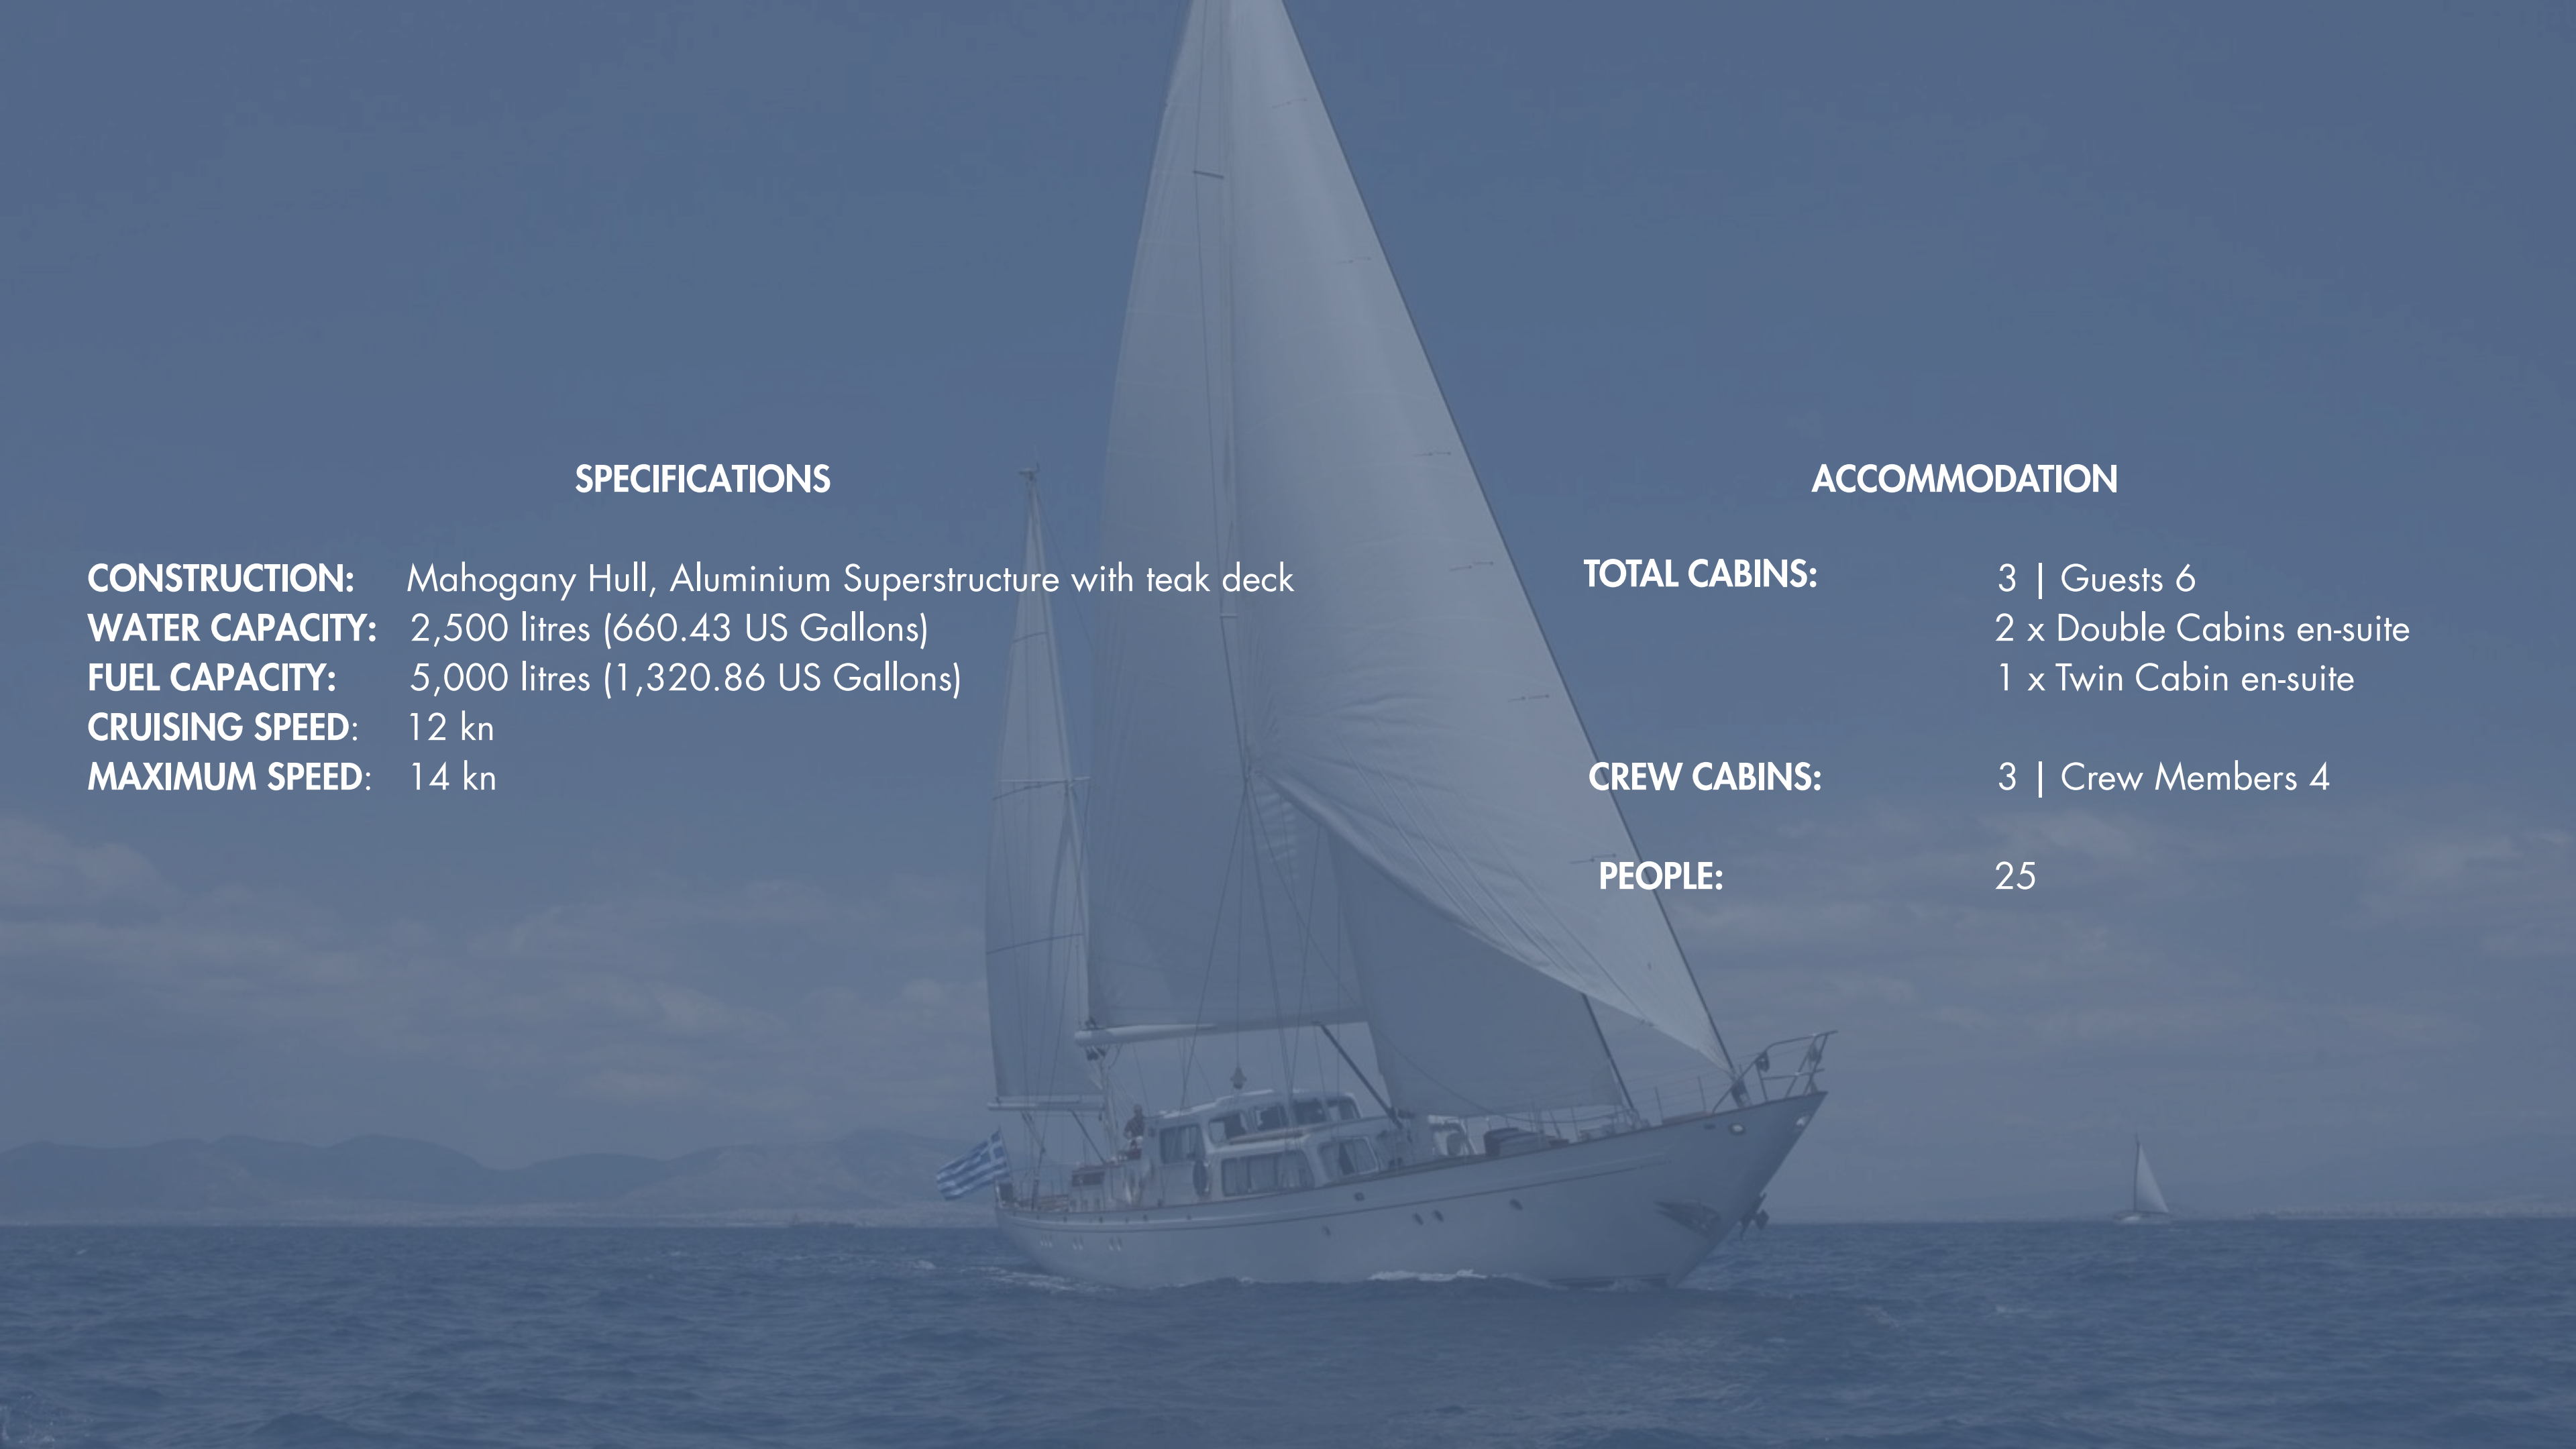 SPECIFICATIONS
CONSTRUCTION: Mahogany Hull, Aluminium Superstructure with teak deck
WATER CAPACITY: 2,500 litres (660.43 US Gallons)
FUEL CAPACITY: 5,000 litres (1,320.86 US Gallons)
CRUISING SPEED: 12 kn
MAXIMUM SPEED: 14 kn
ACCOMMODATION
TOTAL CABINS: 3 | Guests 6
2 x Double Cabins en-suite
1 x Twin Cabin en-suite
CREW CABINS: 3 | Crew Members 4
PEOPLE: 25